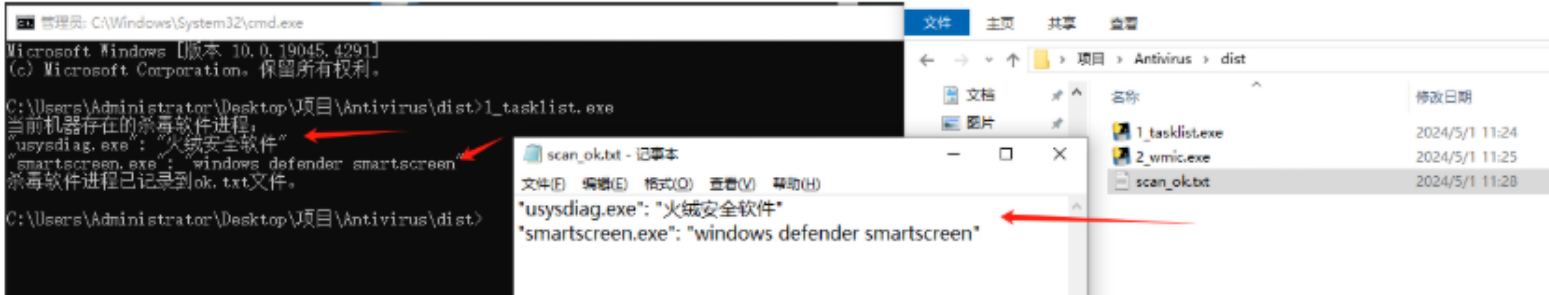 管理员: C:\Windows\System32\cmd.exe
Microsoft Windows [版本 10.0.19045.4291]
(c) Microsoft Corporation。保留所有权利。
C:\Users\Administrator\Desktop\项目\Antivirus\dist>1_tasklist.exe
当前机器存在的杀毒软件进程:
"usysdiag.exe": "火绒安全软件"
"smartscreen.exe": "windows defender smartscreen"
杀毒软件进程已记录到ok.txt文件。
C:\Users\Administrator\Desktop\项目\Antivirus\dist>
scan_ok.txt - 记事本
文件(F) 编辑(E) 格式(O) 查看(V) 帮助(H)
"usysdiag.exe": "火绒安全软件"
"smartscreen.exe": "windows defender smartscreen"
文件 主页 共享 查看
项目 > Antivirus > dist
文档
图片
名称 修改日期
1_tasklist.exe 2024/5/1 11:24
2_wmic.exe 2024/5/1 11:25
scan_ok.txt 2024/5/1 11:28